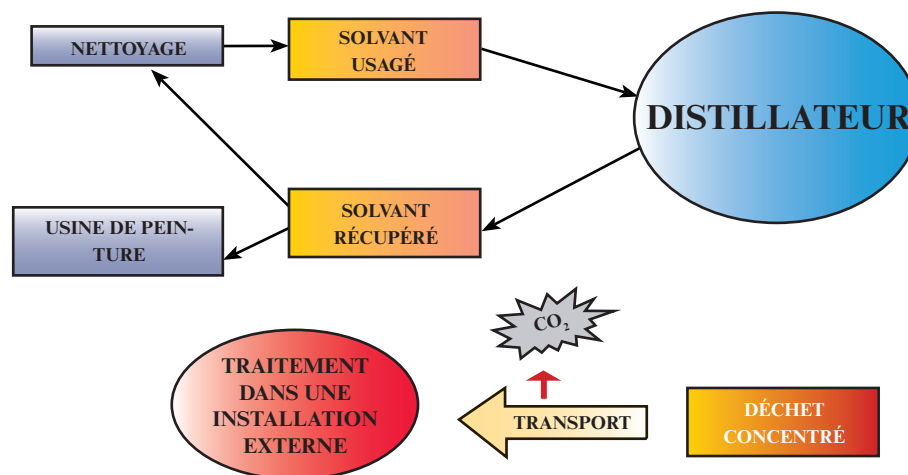 NETTOYAGE
SOLVANT
USAGÉ
DISTILLATEUR
USINE DE PEIN-
TURE
SOLVANT
RÉCUPÉRÉ
CO₂
TRAITEMENT
DANS UNE
INSTALLATION
EXTERNE
TRANSPORT
DÉCHET
CONCENTRÉ